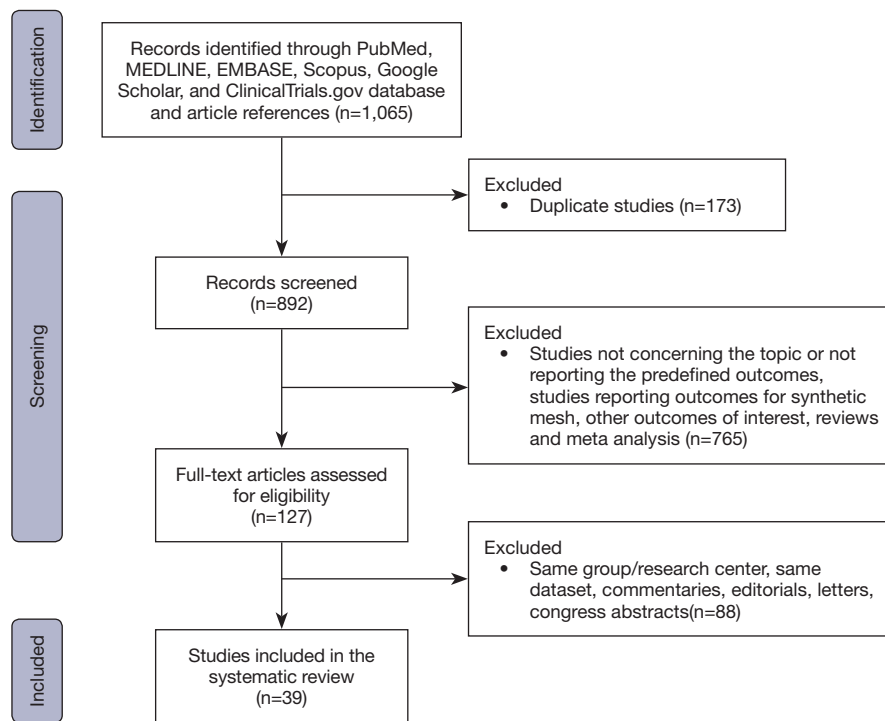 Identification
Records identified through PubMed,
MEDLINE, EMBASE, Scopus, Google
Scholar, and ClinicalTrials.gov database
and article references (n=1,065)
Excluded
• Duplicate studies (n=173)
Screening
Records screened
(n=892)
Excluded
• Studies not concerning the topic or not
reporting the predefined outcomes,
studies reporting outcomes for synthetic
mesh, other outcomes of interest, reviews
and meta analysis (n=765)
Full-text articles assessed
for eligibility
(n=127)
Excluded
• Same group/research center, same
dataset, commentaries, editorials, letters,
congress abstracts(n=88)
Included
Studies included in the
systematic review
(n=39)